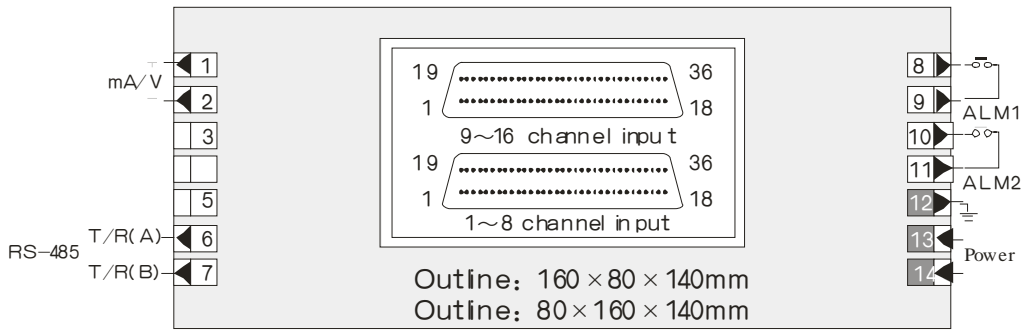 mA/V
+
−
1
2
3
5
RS-485
T/R(A)
6
T/R(B)
7
19
36
1
18
9~16 channel input
19
36
1
18
1~8 channel input
Outline: 160×80×140mm
Outline: 80×160×140mm
8
9
ALM1
10
11
ALM2
12
13
Power
14